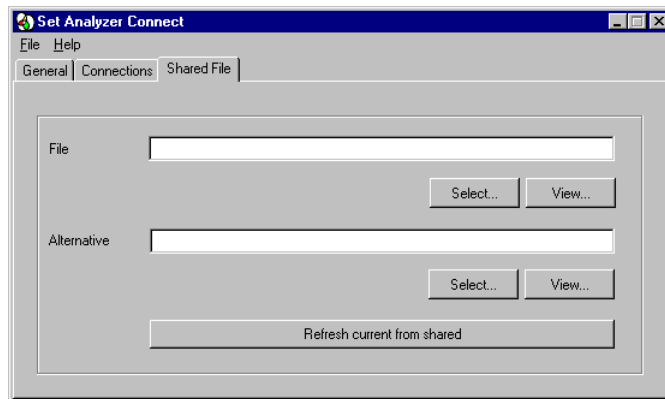 Set Analyzer Connect
File Help
General Connections Shared File
File
Select... View...
Alternative
Select... View...
Refresh current from shared